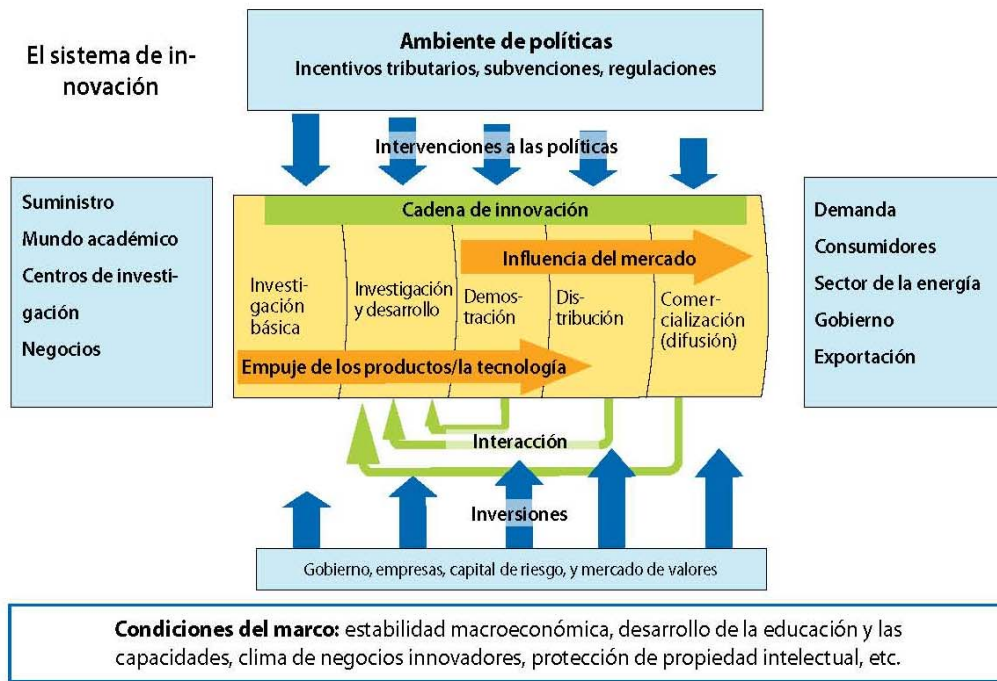 El sistema de in-
novación
Ambiente de políticas
Incentivos tributarios, subvenciones, regulaciones
Intervenciones a las políticas
Suministro
Mundo académico
Centros de investi-
gación
Negocios
Cadena de innovación
Influencia del mercado
Investi-
gación
básica
Investigación
y desarrollo
Demos-
tración
Dis-
tribución
Comer-
cialización
(difusión)
Empuje de los productos/la tecnología
Demanda
Consumidores
Sector de la energía
Gobierno
Exportación
Interacción
Inversiones
Gobierno, empresas, capital de riesgo, y mercado de valores
Condiciones del marco: estabilidad macroeconómica, desarrollo de la educación y las
capacidades, clima de negocios innovadores, protección de propiedad intelectual, etc.